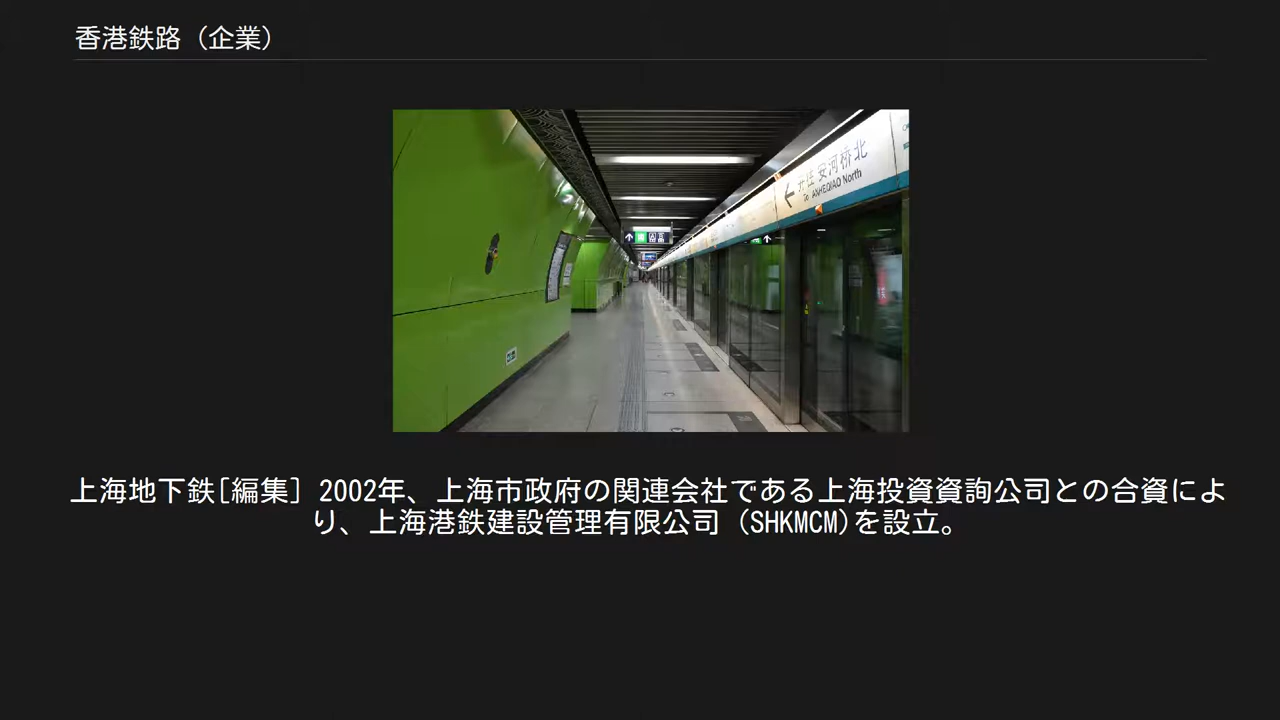 香港鉄路（企業）
← 开往 安河桥北
To ANHEQIAO North
上海地下鉄[編集] 2002年、上海市政府の関連会社である上海投資資詢公司との合資によ
り、上海港鉄建設管理有限公司（SHKMCM)を設立。